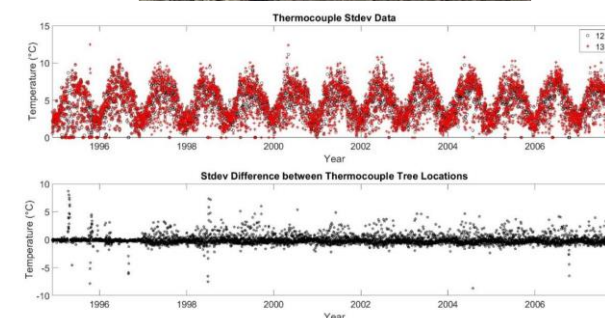 Thermocouple Stdev Data
15
12
13
10
5
0
Temperature (°C)
1996 1998 2000 2002 2004 2006
Year
Stdev Difference between Thermocouple Tree Locations
10
5
0
-5
-10
Temperature (°C)
1996 1998 2000 2002 2004 2006
Year